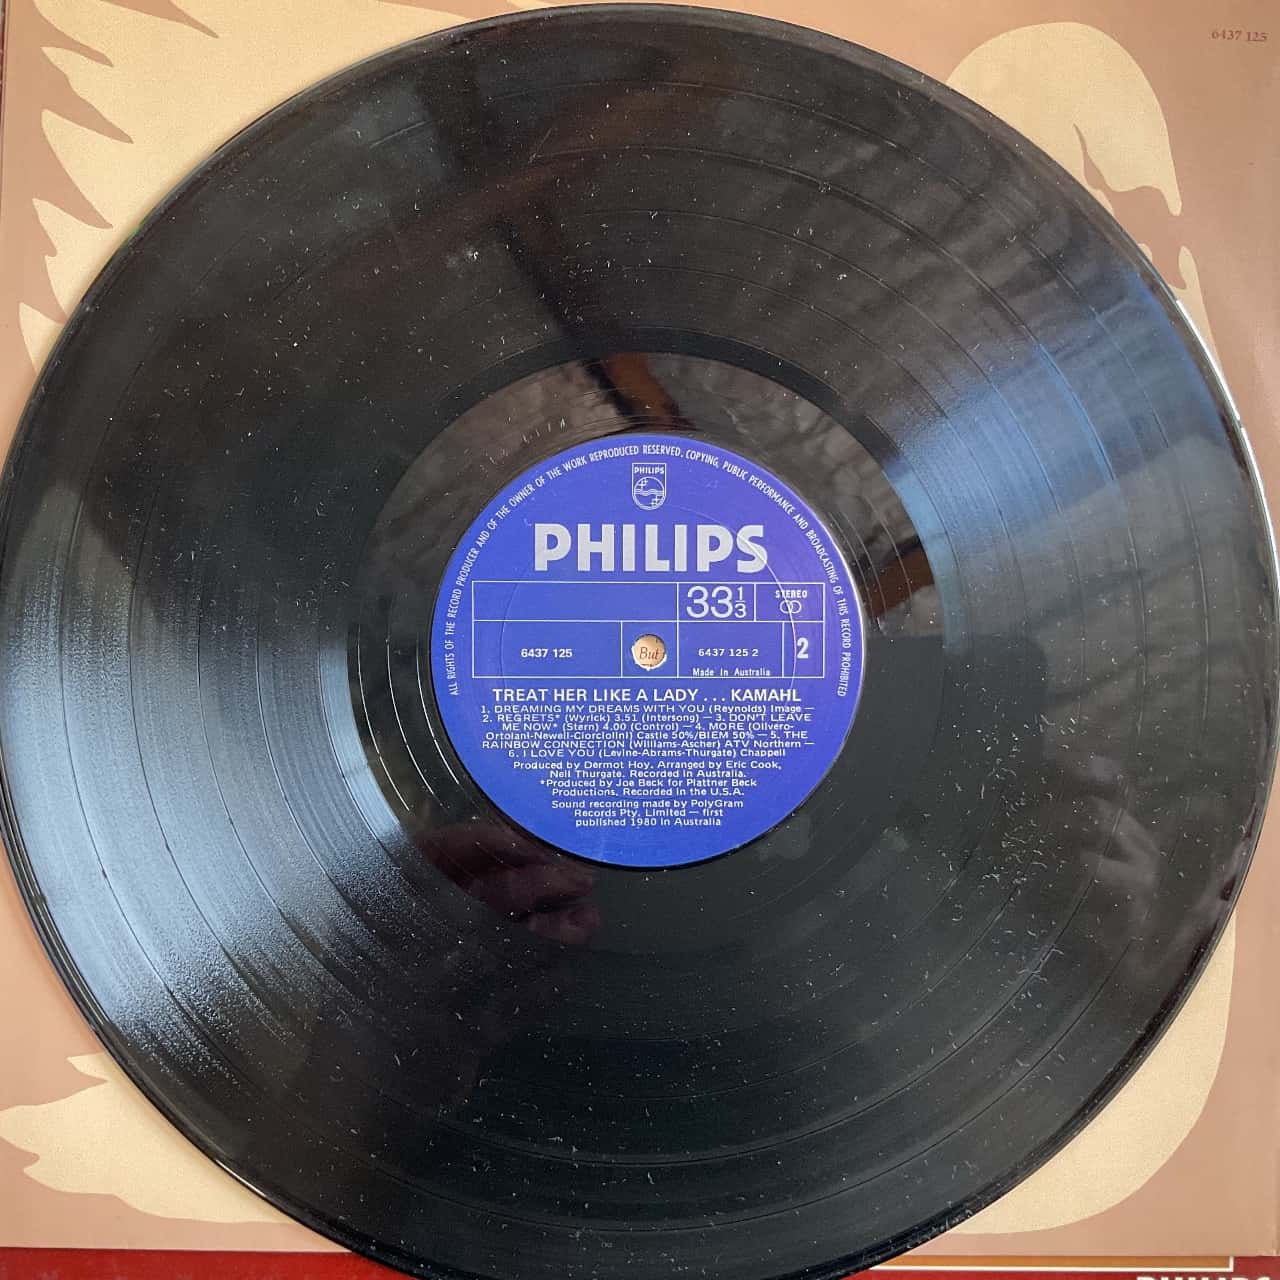 6437 125
ALL RIGHTS OF THE RECORD PRODUCER AND OF THE OWNER OF THE WORK REPRODUCED RESERVED. COPYING, PUBLIC PERFORMANCE AND BROADCASTING OF THIS RECORD PROHIBITED
PHILIPS
PHILIPS
33 1/3
STEREO
6437 125
But
6437 125 2
2
Made in Australia
TREAT HER LIKE A LADY . . . KAMAHL
1. DREAMING MY DREAMS WITH YOU (Reynolds) Image —
2. REGRETS* (Wyrick) 3.51 (Intersong) — 3. DON'T LEAVE
ME NOW* (Stern) 4.00 (Control) — 4. MORE (Olivero-
Ortolani-Newell-Ciorciolini) Castle 50%/BIEM 50% — 5. THE
RAINBOW CONNECTION (Williams-Ascher) ATV Northern —
6. I LOVE YOU (Levine-Abrams-Thurgate) Chappell
Produced by Dermot Hoy. Arranged by Eric Cook,
Neil Thurgate. Recorded in Australia.
*Produced by Joe Beck for Plattner Beck
Productions. Recorded in the U.S.A.
Sound recording made by PolyGram
Records Pty. Limited — first
published 1980 in Australia